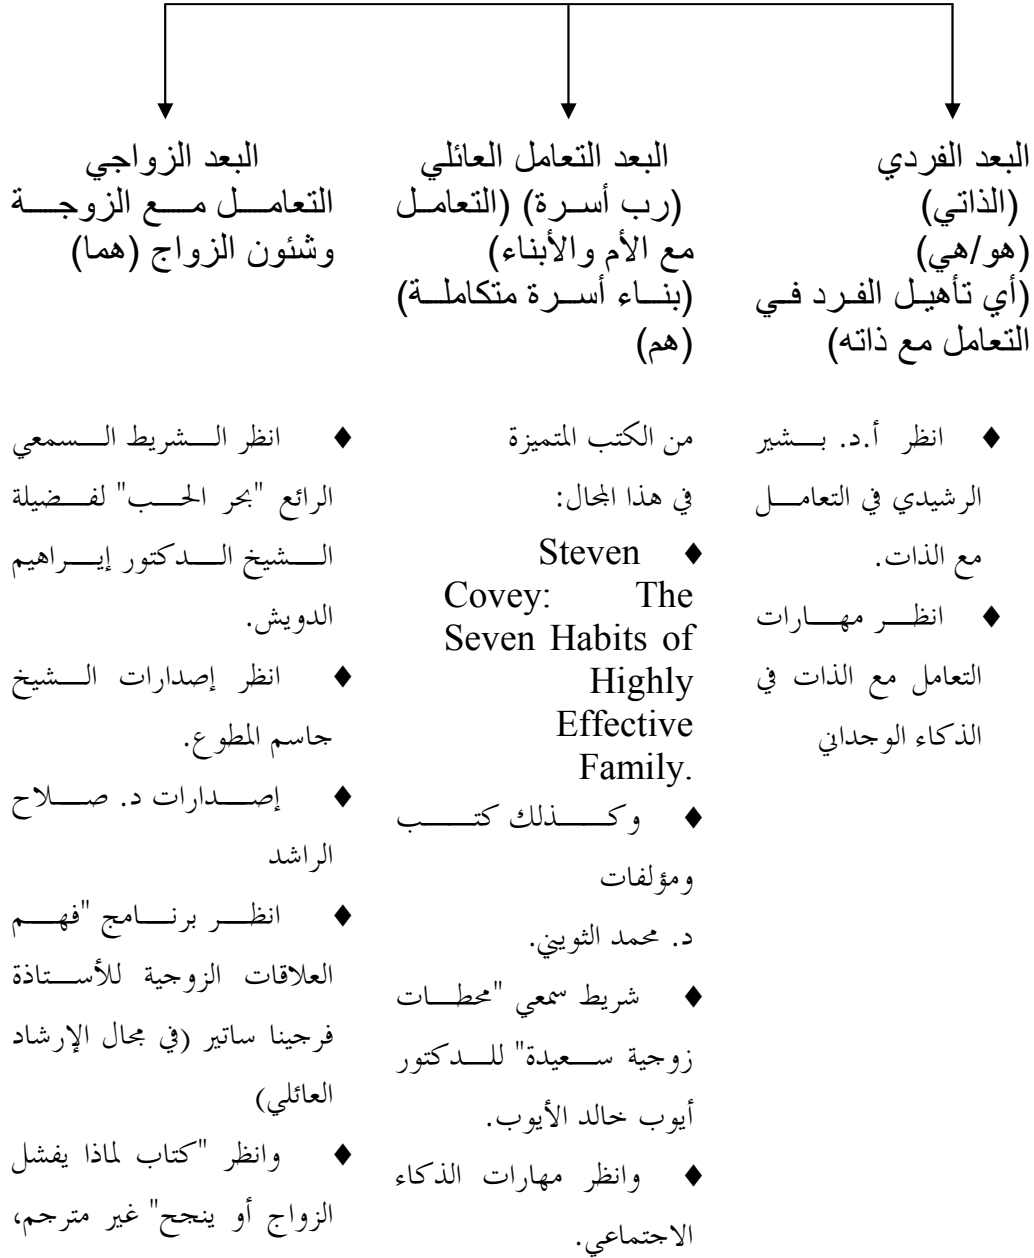 البعد الفردي
(الذاتي)
(هو/هي)
(أي تأهيل الفرد في
التعامل مع ذاته)
♦ انظر أ.د. بشير
الرشيدي في التعامل
مع الذات.
♦ انظر مهارات
التعامل مع الذات في
الذكاء الوجداني
البعد التعامل العائلي
(رب أسرة) (التعامل
مع الأم والأبناء)
(بناء أسرة متكاملة)
(هم)
من الكتب المتميزة
في هذا المجال:
♦ Steven
Covey: The
Seven Habits of
Highly
Effective
Family.
♦ وكذلك كتب
ومؤلفات
د. محمد الثويني.
♦ شريط سمعي "محطات
زوجية سعيدة" للدكتور
أيوب خالد الأيوب.
♦ وانظر مهارات الذكاء
الاجتماعي.
البعد الزواجي
التعامل مع الزوجة
وشئون الزواج (هما)
♦ انظر الشريط السمعي
الرائع "بحر الحب" لفضيلة
الشيخ الدكتور إيراهيم
الدويش.
♦ انظر إصدارات الشيخ
جاسم المطوع.
♦ إصدارات د. صلاح
الراشد
♦ انظر برنامج "فهم
العلاقات الزوجية للأستاذة
فرجينا ساتير (في مجال الإرشاد
العائلي)
♦ وانظر "كتاب لماذا يفشل
الزواج أو ينجح" غير مترجم،